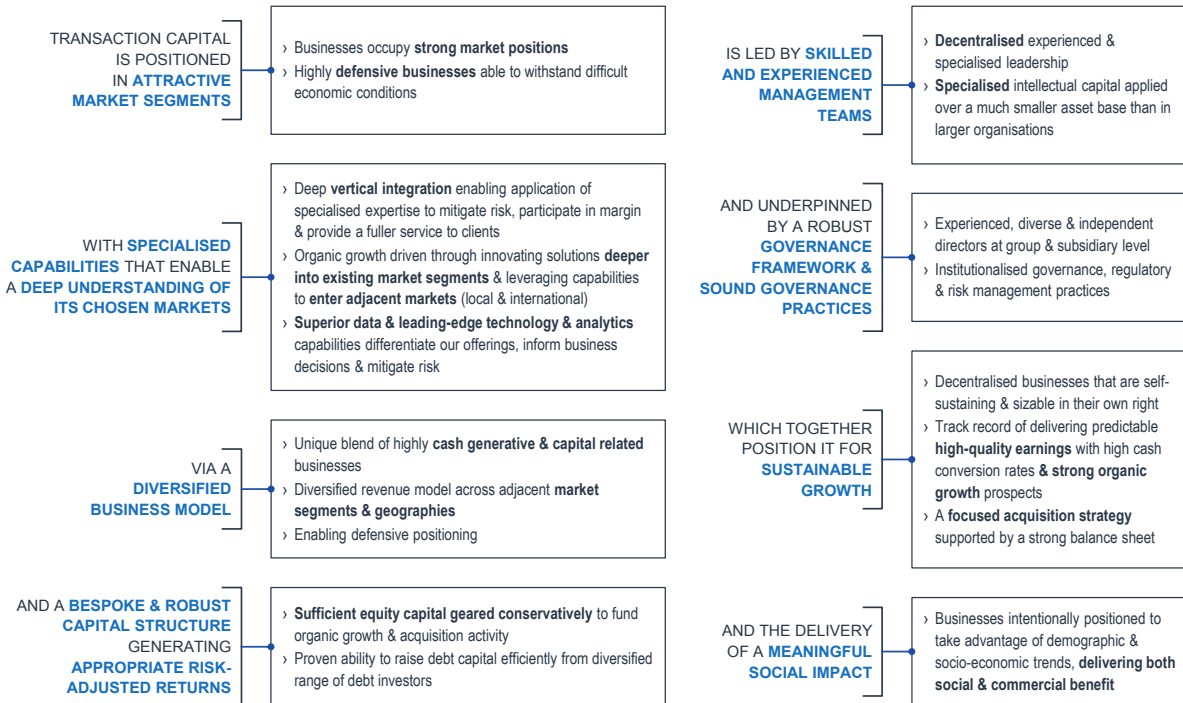 TRANSACTION CAPITAL
IS POSITIONED
IN ATTRACTIVE
MARKET SEGMENTS
› Businesses occupy strong market positions
› Highly defensive businesses able to withstand difficult
economic conditions
WITH SPECIALISED
CAPABILITIES THAT ENABLE
A DEEP UNDERSTANDING OF
ITS CHOSEN MARKETS
› Deep vertical integration enabling application of
specialised expertise to mitigate risk, participate in margin
& provide a fuller service to clients
› Organic growth driven through innovating solutions deeper
into existing market segments & leveraging capabilities
to enter adjacent markets (local & international)
› Superior data & leading-edge technology & analytics
capabilities differentiate our offerings, inform business
decisions & mitigate risk
VIA A
DIVERSIFIED
BUSINESS MODEL
› Unique blend of highly cash generative & capital related
businesses
› Diversified revenue model across adjacent market
segments & geographies
› Enabling defensive positioning
AND A BESPOKE & ROBUST
CAPITAL STRUCTURE
GENERATING
APPROPRIATE RISK-
ADJUSTED RETURNS
› Sufficient equity capital geared conservatively to fund
organic growth & acquisition activity
› Proven ability to raise debt capital efficiently from diversified
range of debt investors
IS LED BY SKILLED
AND EXPERIENCED
MANAGEMENT
TEAMS
› Decentralised experienced &
specialised leadership
› Specialised intellectual capital applied
over a much smaller asset base than in
larger organisations
AND UNDERPINNED
BY A ROBUST
GOVERNANCE
FRAMEWORK &
SOUND GOVERNANCE
PRACTICES
› Experienced, diverse & independent
directors at group & subsidiary level
› Institutionalised governance, regulatory
& risk management practices
WHICH TOGETHER
POSITION IT FOR
SUSTAINABLE
GROWTH
› Decentralised businesses that are self-
sustaining & sizable in their own right
› Track record of delivering predictable
high-quality earnings with high cash
conversion rates & strong organic
growth prospects
› A focused acquisition strategy
supported by a strong balance sheet
AND THE DELIVERY
OF A MEANINGFUL
SOCIAL IMPACT
› Businesses intentionally positioned to
take advantage of demographic &
socio-economic trends, delivering both
social & commercial benefit